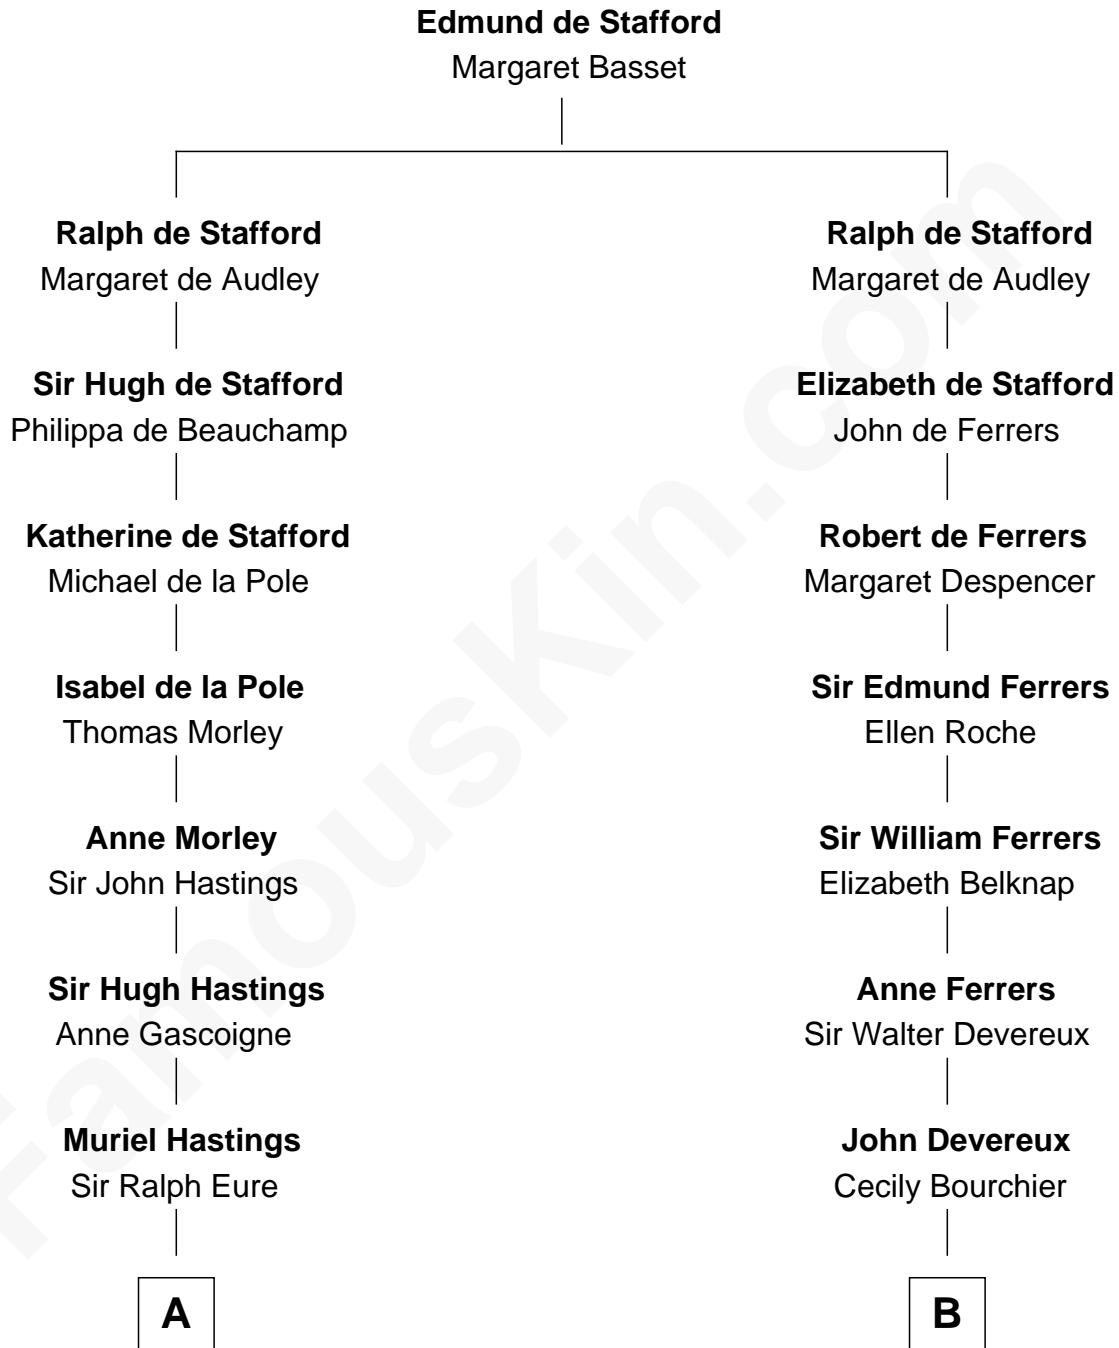 Edmund de Stafford
Margaret Basset
Ralph de Stafford
Margaret de Audley
Ralph de Stafford
Margaret de Audley
Sir Hugh de Stafford
Philippa de Beauchamp
Elizabeth de Stafford
John de Ferrers
Katherine de Stafford
Michael de la Pole
Robert de Ferrers
Margaret Despencer
Isabel de la Pole
Thomas Morley
Sir Edmund Ferrers
Ellen Roche
Anne Morley
Sir John Hastings
Sir William Ferrers
Elizabeth Belknap
Sir Hugh Hastings
Anne Gascoigne
Anne Ferrers
Sir Walter Devereux
Muriel Hastings
Sir Ralph Eure
John Devereux
Cecily Bourchier
A
B
FamousKin.com